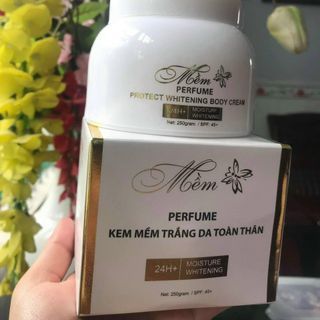 Mềm
PERFUME
PROTECT WHITENING BODY CREAM
24H+ MOISTURE WHITENING
Net: 250gram / SPF: 45+
Mềm
PERFUME
KEM MỀM TRẮNG DA TOÀN THÂN
24H+ MOISTURE WHITENING
Net: 250gram / SPF: 45+